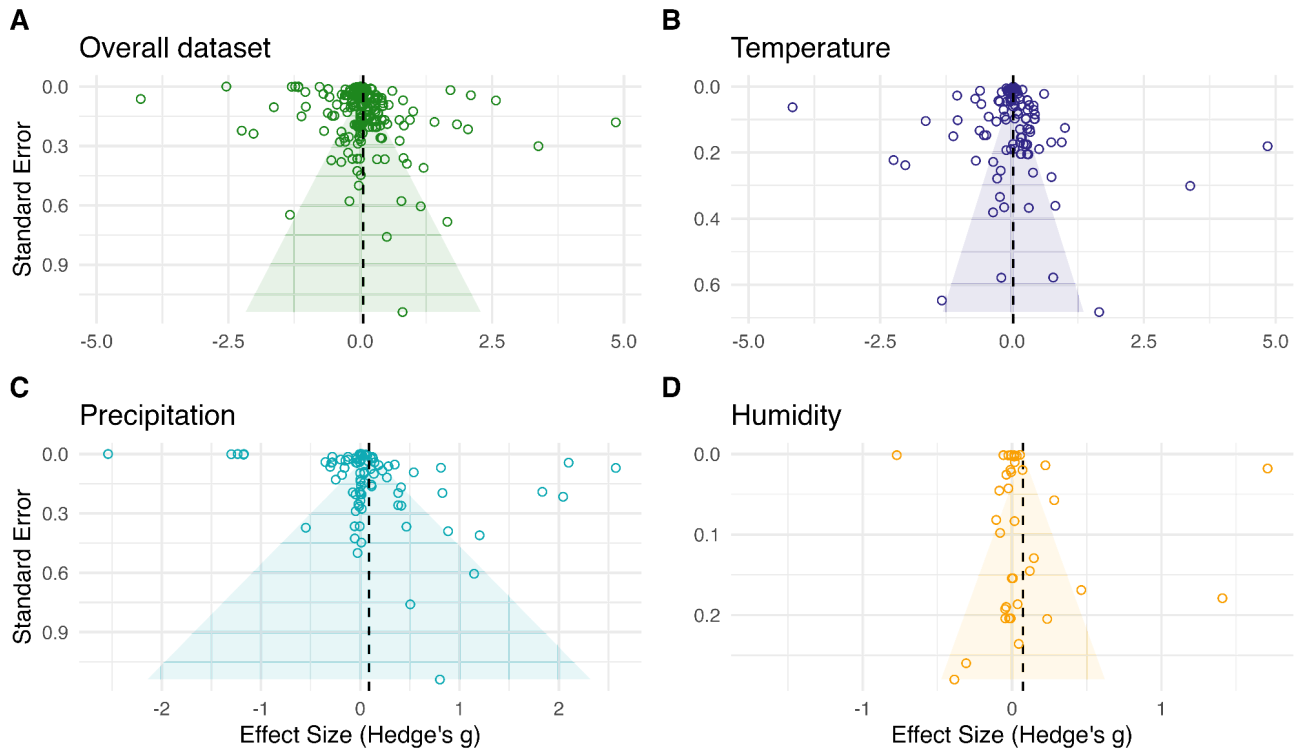 A
Overall dataset
Standard Error
0.0
0.3
0.6
0.9
-5.0 -2.5 0.0 2.5 5.0
B
Temperature
0.0
0.2
0.4
0.6
-5.0 -2.5 0.0 2.5 5.0
C
Precipitation
Standard Error
0.0
0.3
0.6
0.9
-2 -1 0 1 2
Effect Size (Hedge's g)
D
Humidity
0.0
0.1
0.2
-1 0 1
Effect Size (Hedge's g)